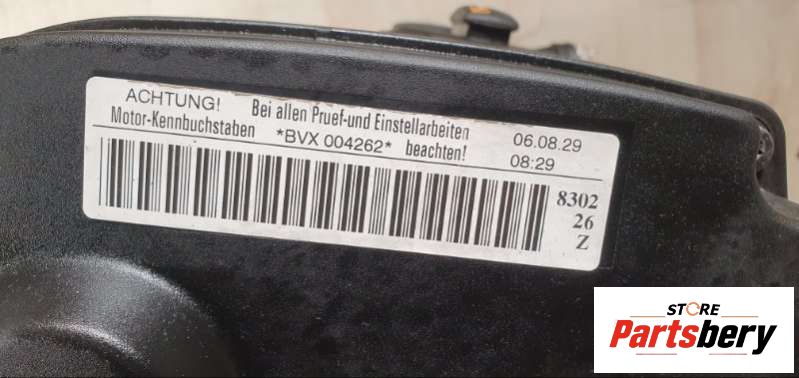 ACHTUNG! Bei allen Pruef-und Einstellarbeiten 06.08.29
Motor-Kennbuchstaben *BVX 004262* beachten! 08:29
8302
26
Z
STORE
Partsbery